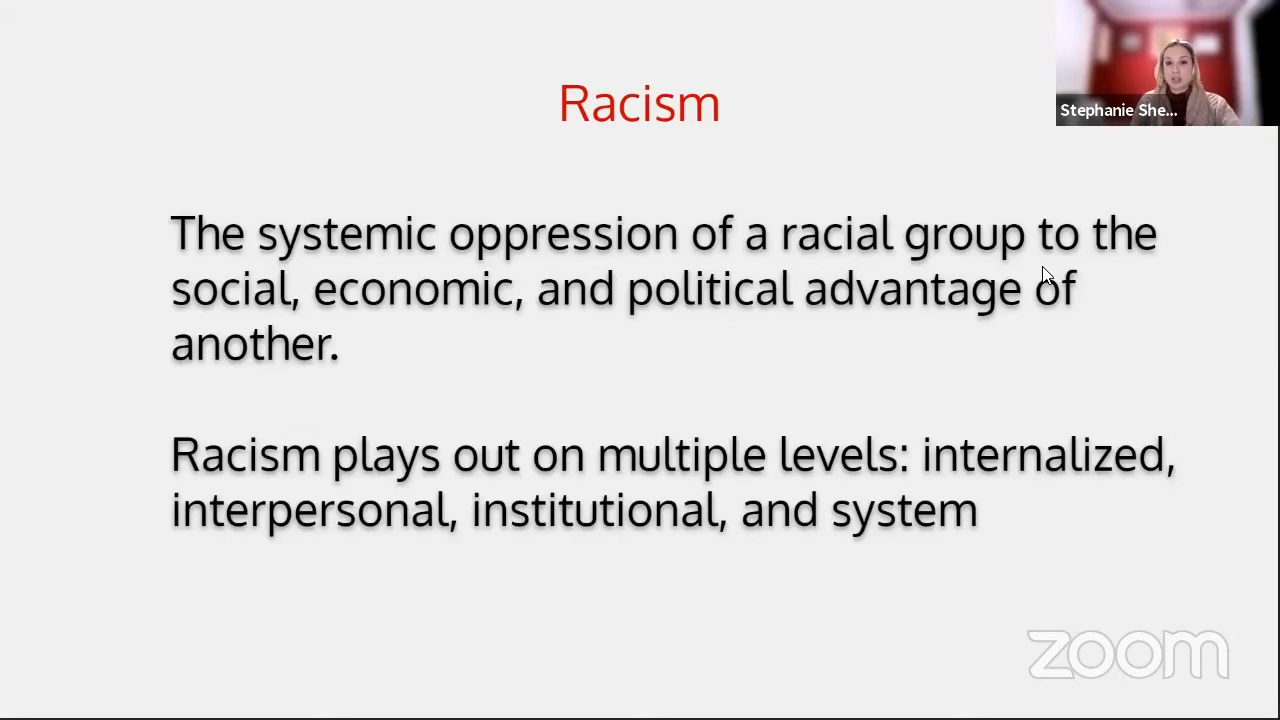 Racism
Stephanie She...
The systemic oppression of a racial group to the
social, economic, and political advantage of
another.
Racism plays out on multiple levels: internalized,
interpersonal, institutional, and system
zoom